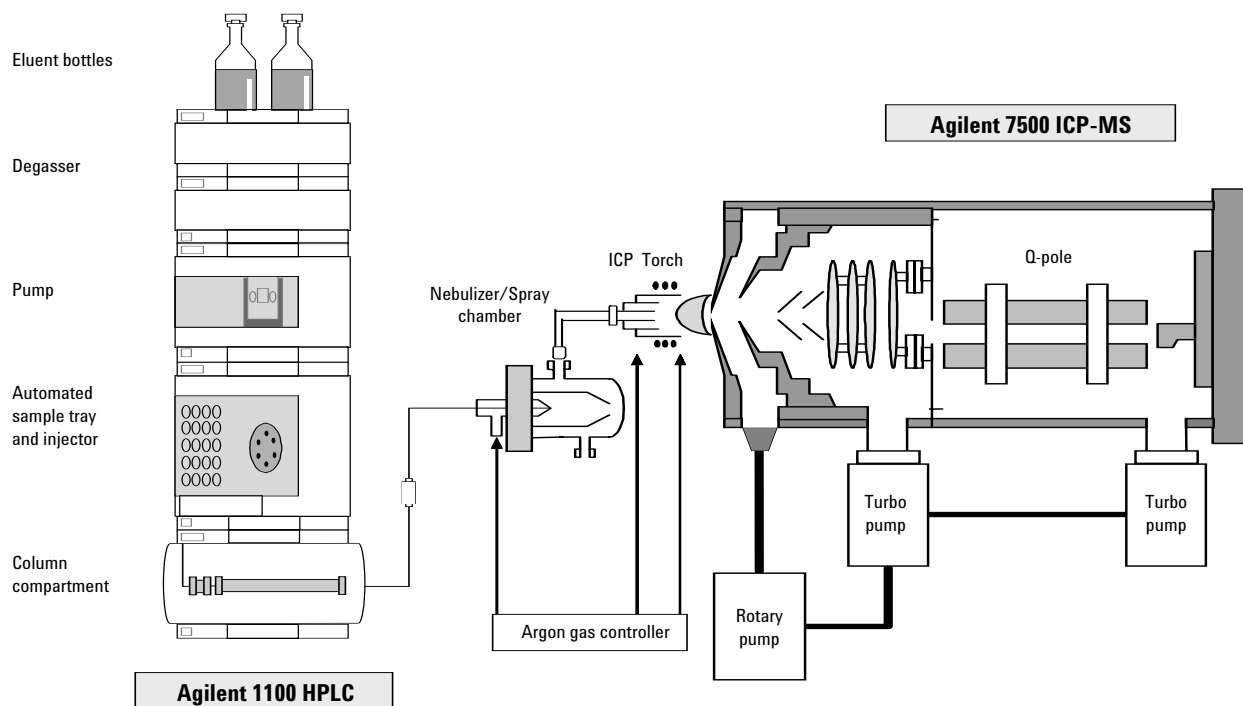 Eluent bottles
Degasser
Pump
Automated
sample tray
and injector
Column
compartment
Agilent 1100 HPLC
Nebulizer/Spray
chamber
ICP Torch
Argon gas controller
Agilent 7500 ICP-MS
Q-pole
Turbo
pump
Turbo
pump
Rotary
pump